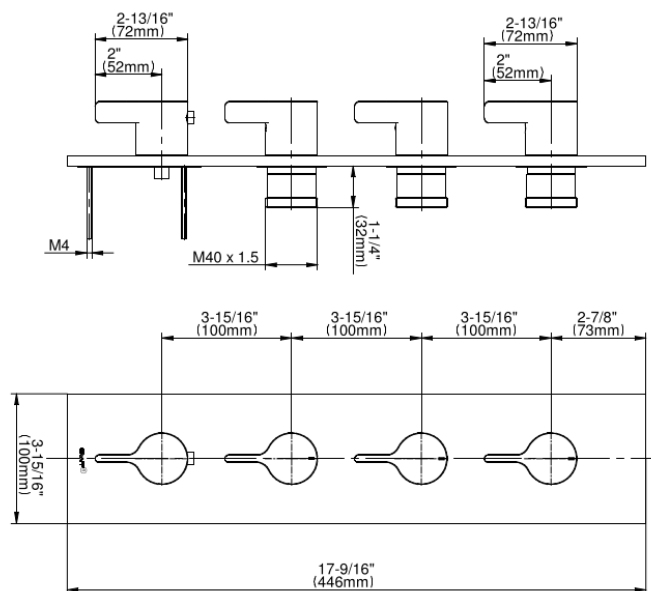 2-13/16"
(72mm)
2"
(52mm)
2-13/16"
(72mm)
2"
(52mm)
M4
M40 x 1.5
1-1/4"
(32mm)
3-15/16"
(100mm)
3-15/16"
(100mm)
3-15/16"
(100mm)
2-7/8"
(73mm)
3-15/16"
(100mm)
17-9/16"
(446mm)